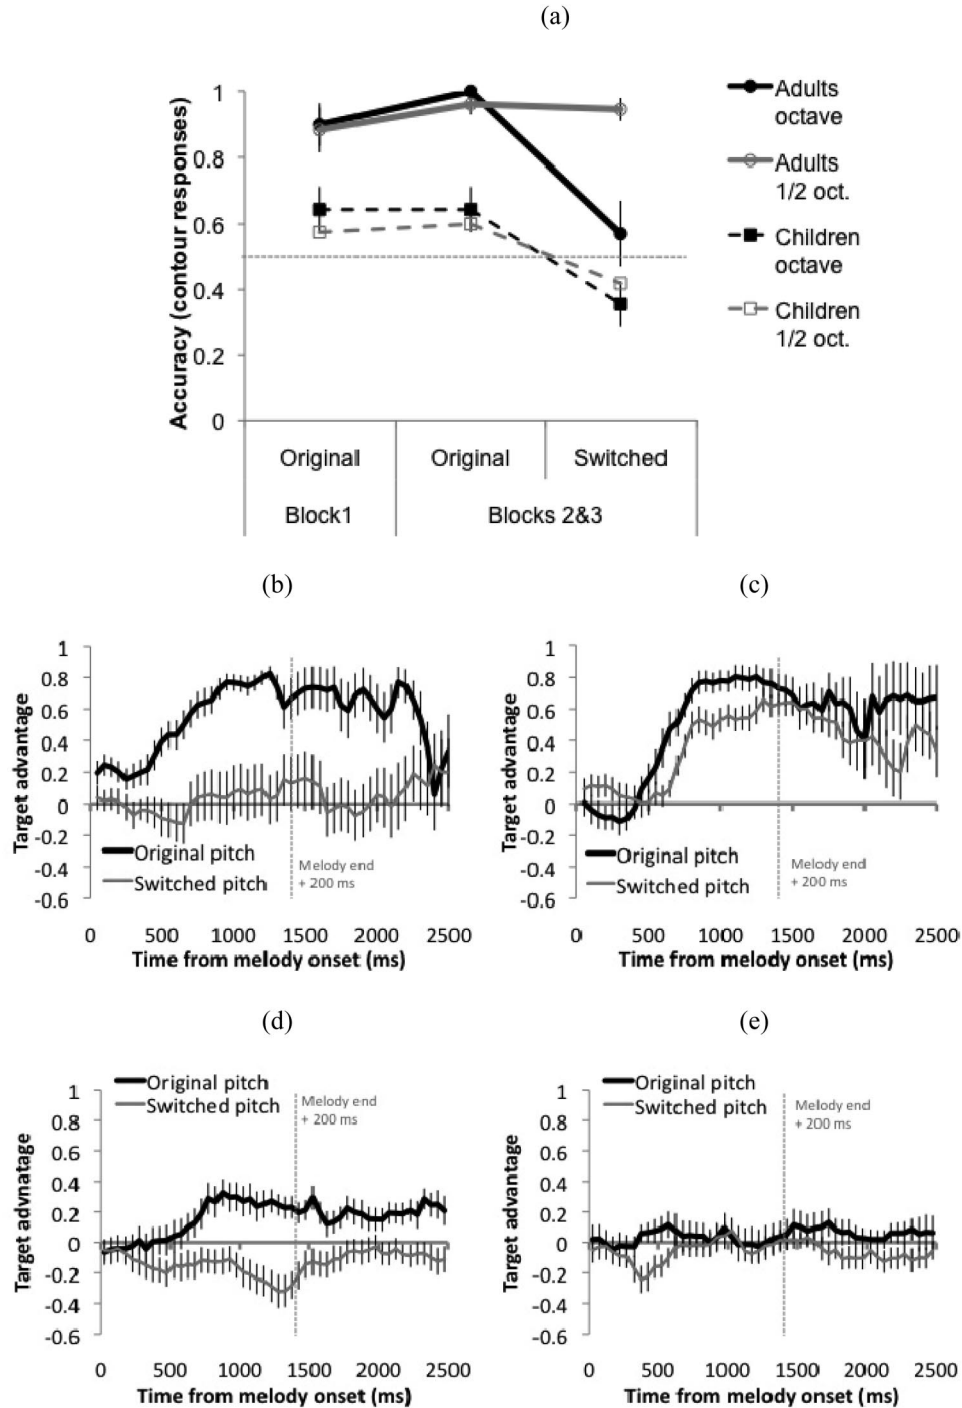 (a)
Accuracy (contour responses)
1
0.8
0.6
0.4
0.2
0
Original
Original
Switched
Block1
Blocks 2&3
Adults
octave
Adults
1/2 oct.
Children
octave
Children
1/2 oct.
(b)
Target advantage
1
0.8
0.6
0.4
0.2
0
-0.2
-0.4
-0.6
Original pitch
Switched pitch
Melody end
+ 200 ms
0 500 1000 1500 2000 2500
Time from melody onset (ms)
(c)
Target advantage
1
0.8
0.6
0.4
0.2
0
-0.2
-0.4
-0.6
Original pitch
Switched pitch
Melody end
+ 200 ms
0 500 1000 1500 2000 2500
Time from melody onset (ms)
(d)
Target advnatage
Original pitch
Switched pitch
Melody end
+ 200 ms
1
0.8
0.6
0.4
0.2
0
-0.2
-0.4
-0.6
0 500 1000 1500 2000 2500
Time from melody onset (ms)
(e)
Target advantage
Original pitch
Switched pitch
Melody end
+ 200 ms
1
0.8
0.6
0.4
0.2
0
-0.2
-0.4
-0.6
0 500 1000 1500 2000 2500
Time from melody onset (ms)